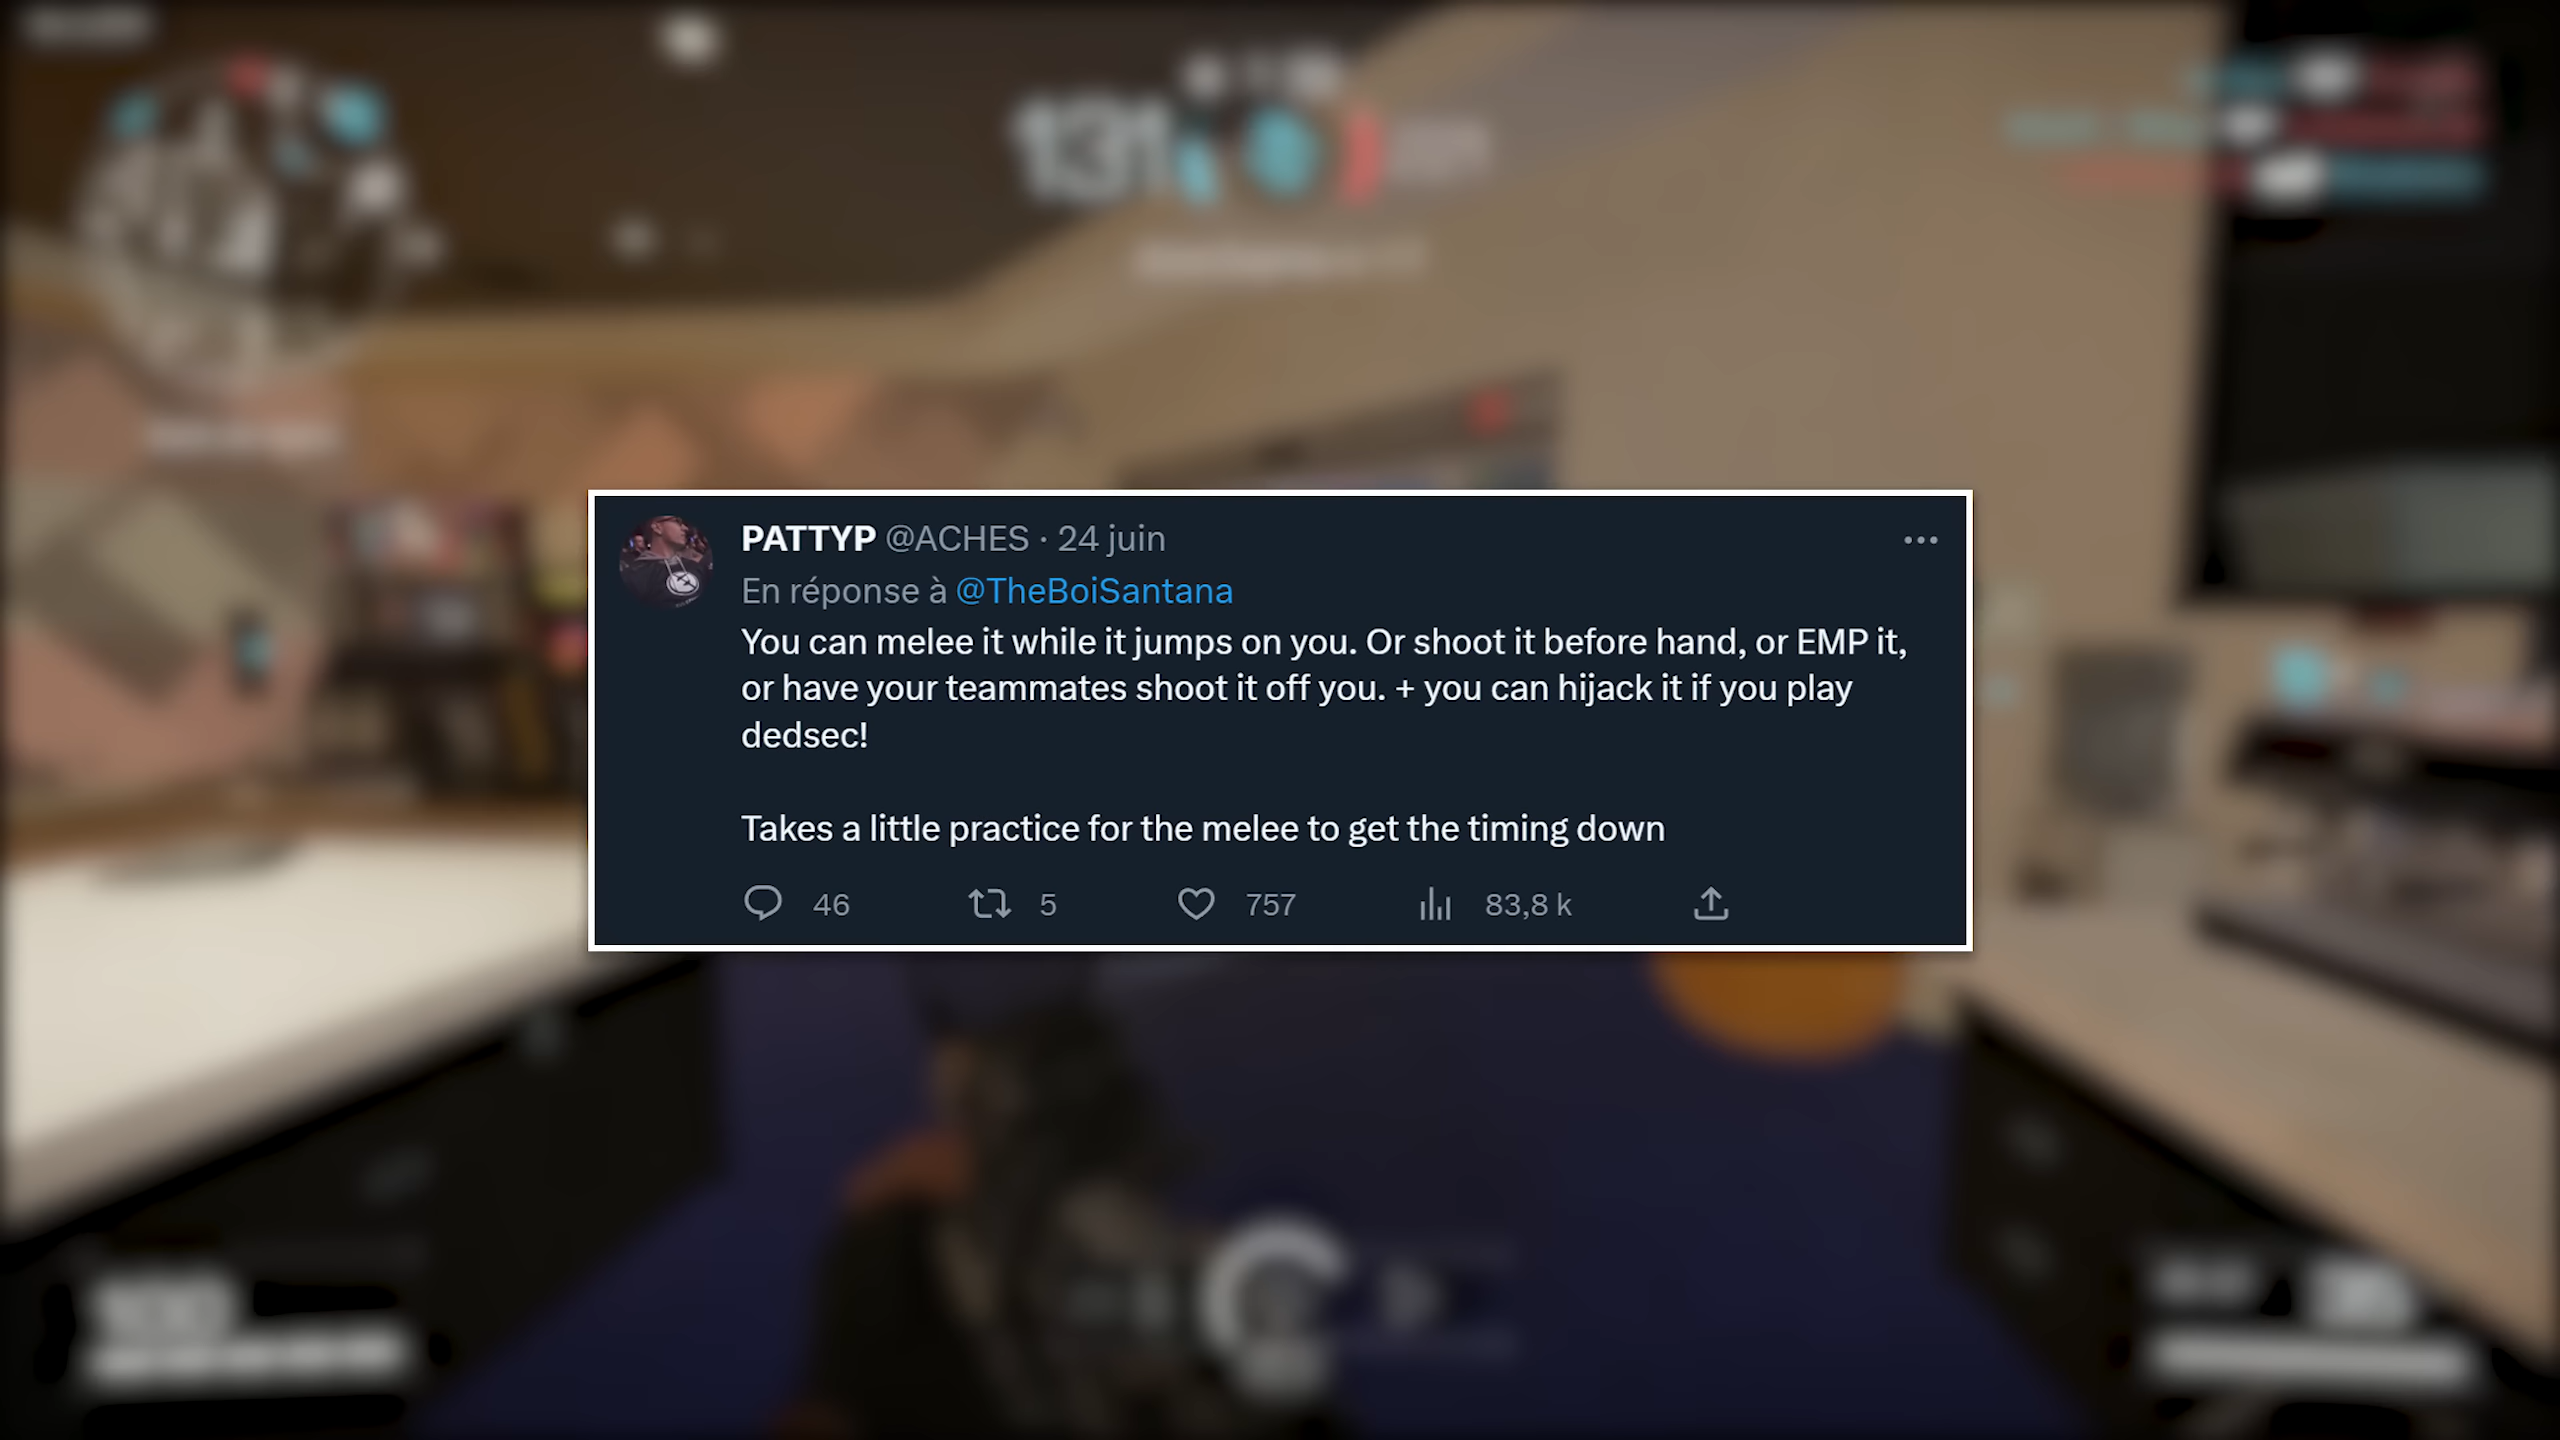 131
PATTYP @ACHES · 24 juin
En réponse à @TheBoiSantana
You can melee it while it jumps on you. Or shoot it before hand, or EMP it,
or have your teammates shoot it off you. + you can hijack it if you play
dedsec!
Takes a little practice for the melee to get the timing down
46 5 757 83,8 k
100